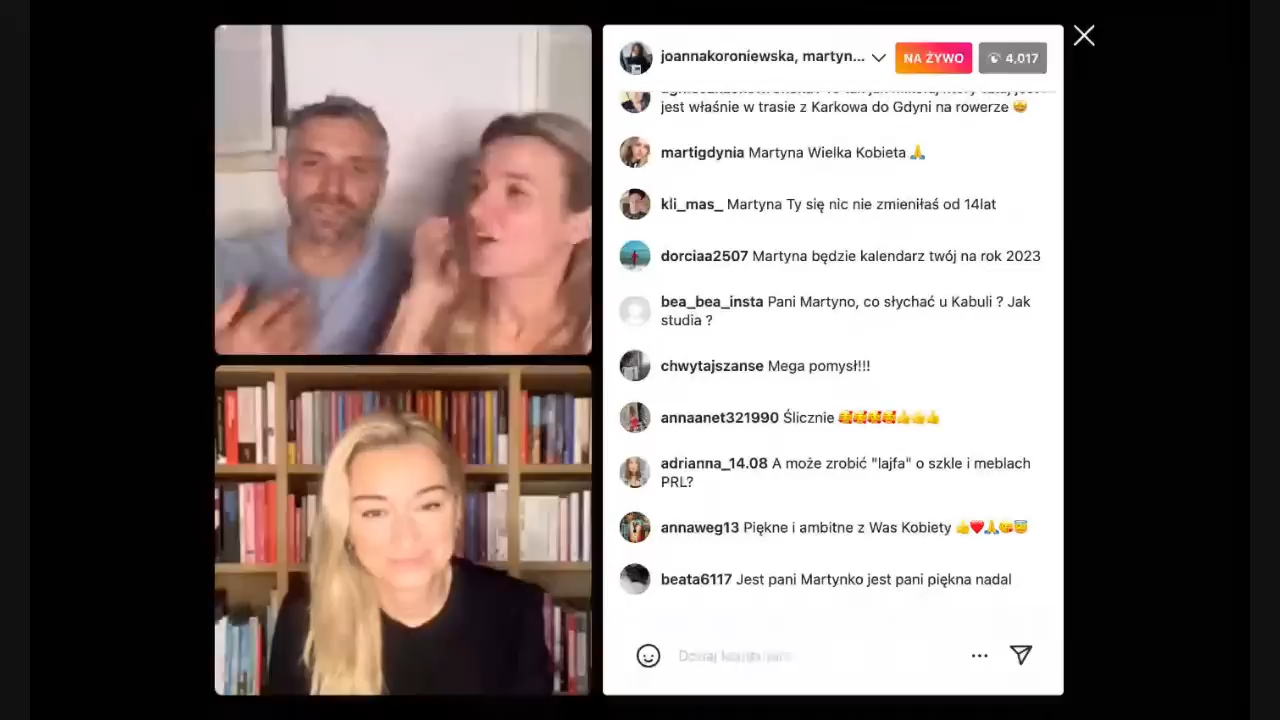 joannakoroniewska, martyn...
NA ŻYWO
4,017
jest właśnie w trasie z Karkowa do Gdyni na rowerze 🤩
martigdynia Martyna Wielka Kobieta 🙏
kli_mas_ Martyna Ty się nic nie zmieniłaś od 14lat
dorciaa2507 Martyna będzie kalendarz twój na rok 2023
bea_bea_insta Pani Martyno, co słychać u Kabuli ? Jak
studia ?
chwytajszanse Mega pomysł!!!
annaanet321990 Ślicznie 🥰🥰🥰🥰👍👍👍
adrianna_14.08 A może zrobić "lajfa" o szkle i meblach
PRL?
annaweg13 Piękne i ambitne z Was Kobiety 👍❤️🙏😘😇
beata6117 Jest pani Martynko jest pani piękna nadal
Dodaj